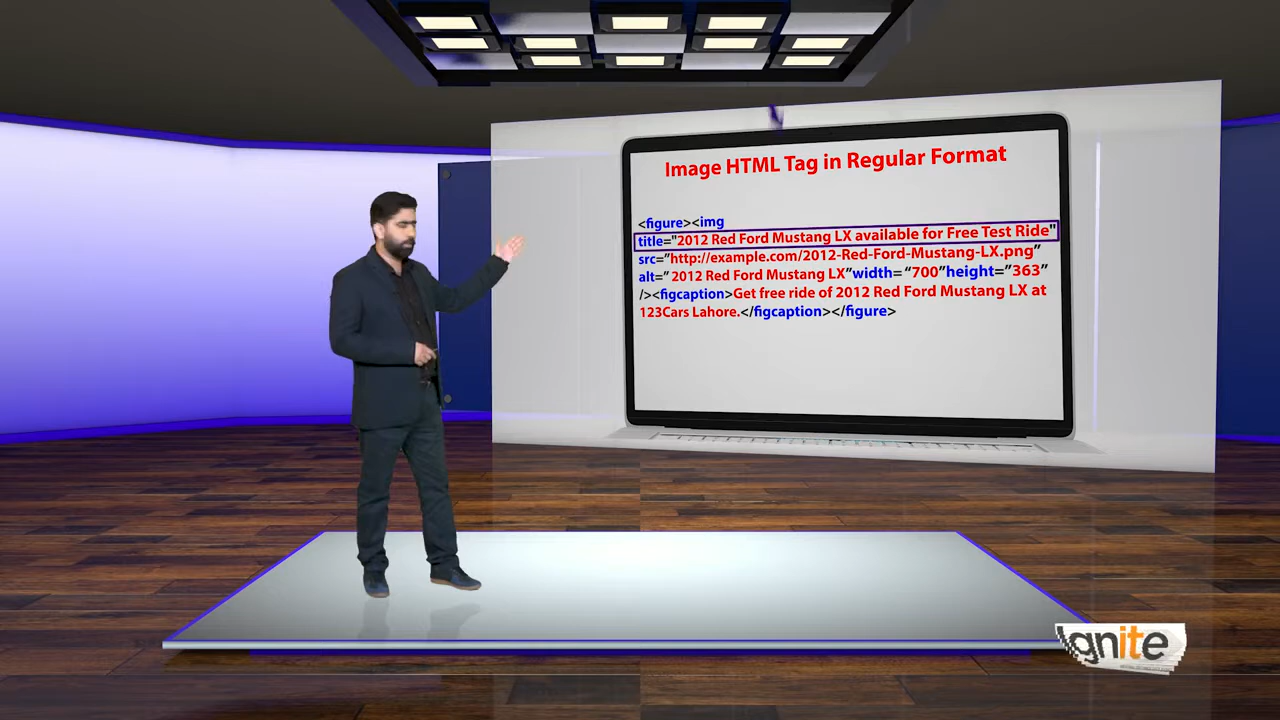 Image HTML Tag in Regular Format
<figure><img
title="2012 Red Ford Mustang LX available for Free Test Ride"
src="http://example.com/2012-Red-Ford-Mustang-LX.png"
alt=" 2012 Red Ford Mustang LX"width= "700"height="363"
/><figcaption>Get free ride of 2012 Red Ford Mustang LX at
123Cars Lahore.</figcaption></figure>
Ignite